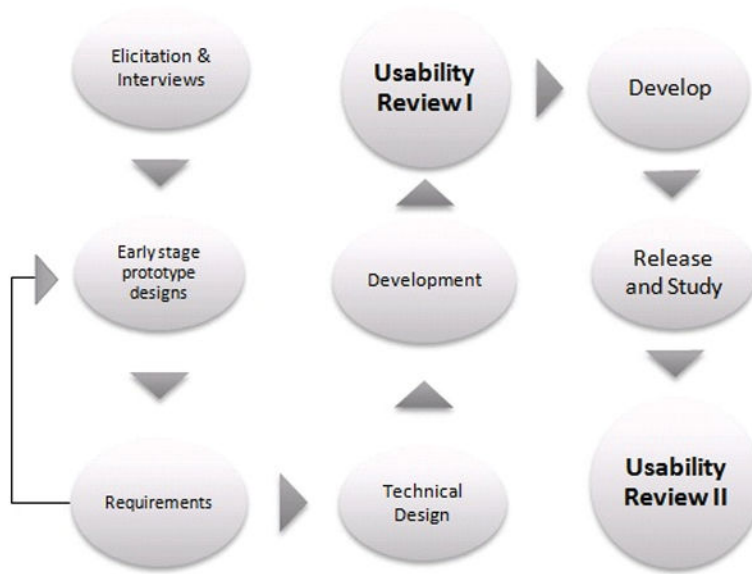 Elicitation &
Interviews
Early stage
prototype
designs
Requirements
Technical
Design
Development
Usability
Review I
Develop
Release
and Study
Usability
Review II